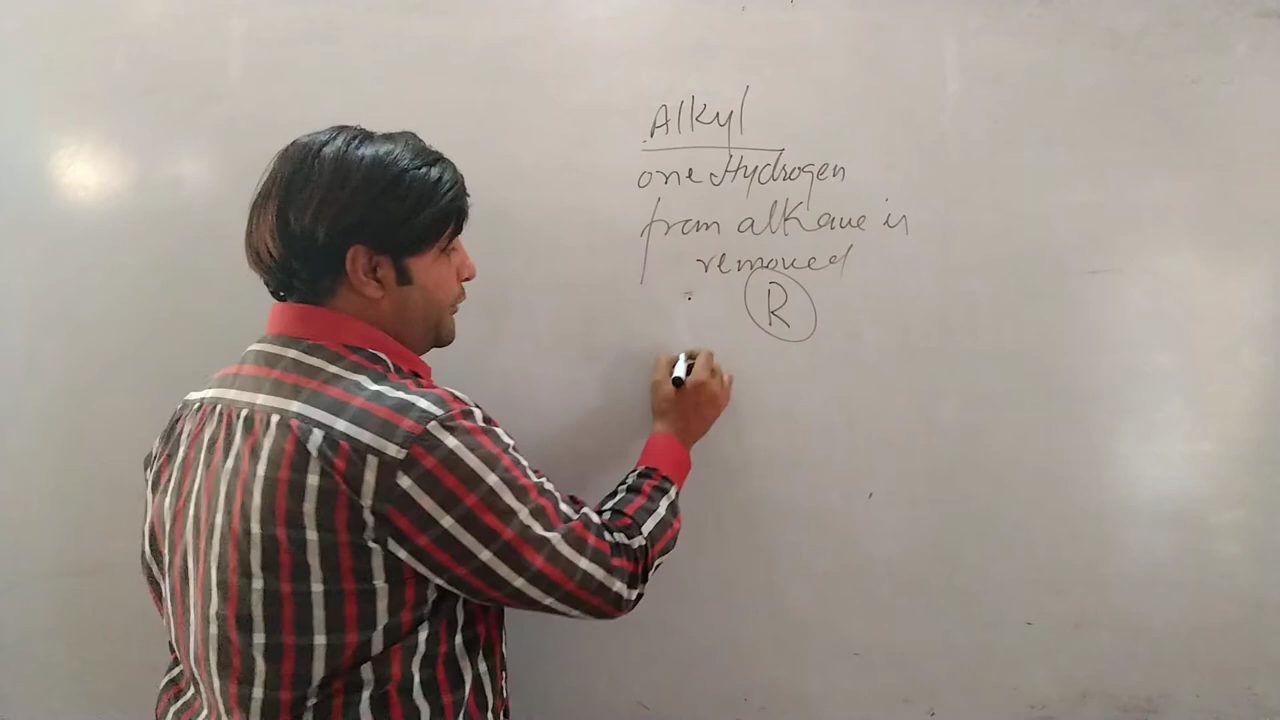 Alkyl
one Hydrogen
from alkane is
removed
R